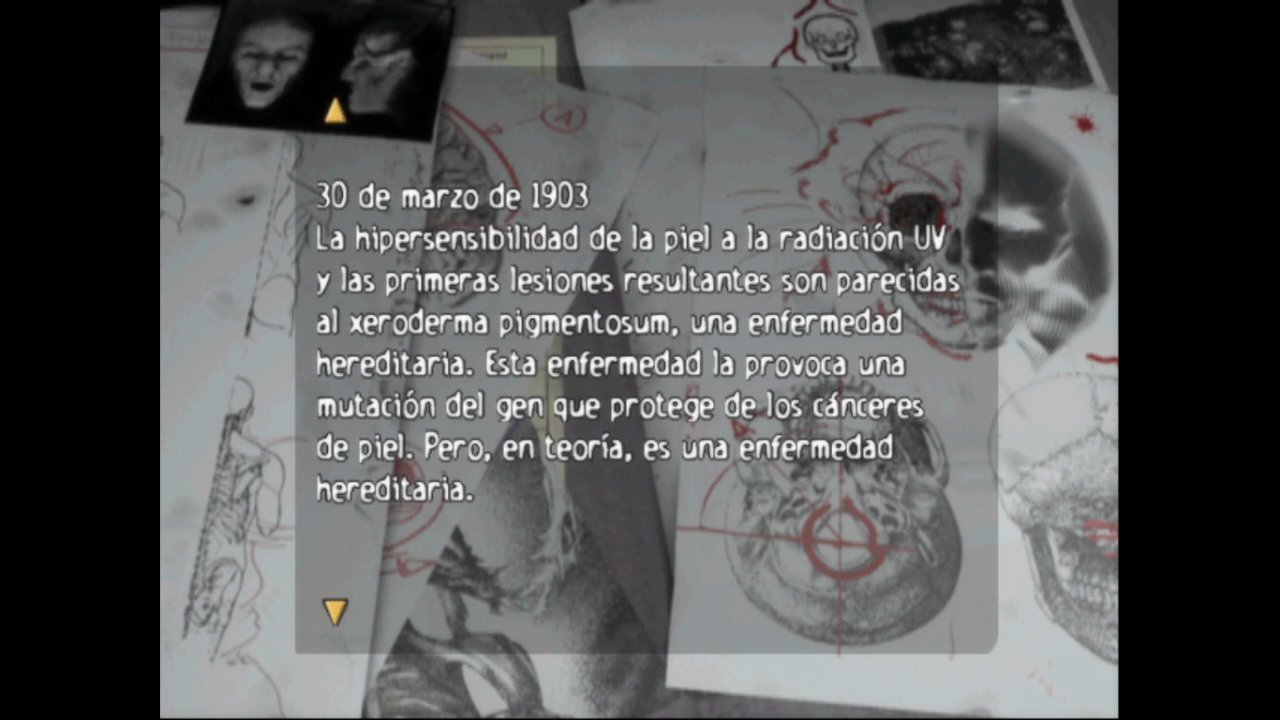 30 de marzo de 1903
La hipersensibilidad de la piel a la radiación UV
y las primeras lesiones resultantes son parecidas
al xeroderma pigmentosum, una enfermedad
hereditaria. Esta enfermedad la provoca una
mutación del gen que protege de los cánceres
de piel. Pero, en teoría, es una enfermedad
hereditaria.